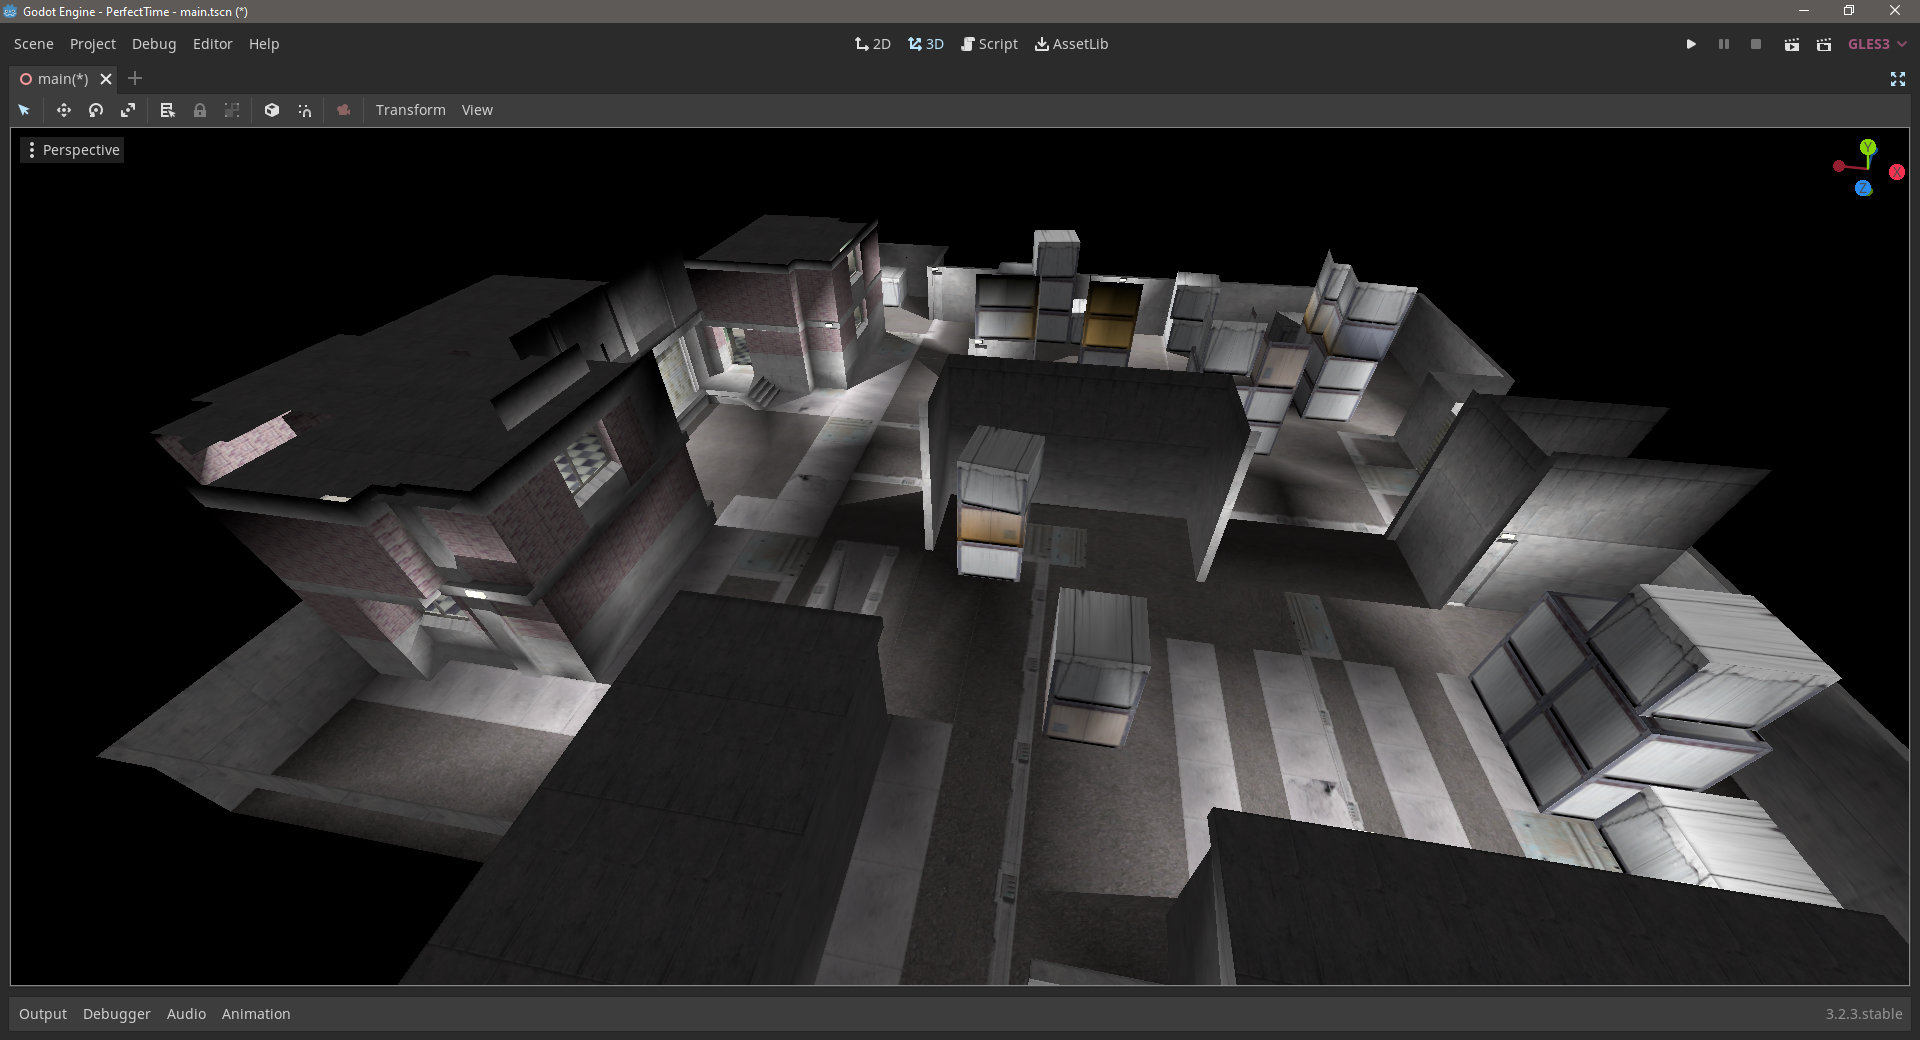 Godot Engine - PerfectTime - main.tscn (*)
Scene Project Debug Editor Help 2D 3D Script AssetLib GLES3
main(*)
Transform View
Perspective
Y
X
Z
Output Debugger Audio Animation 3.2.3.stable